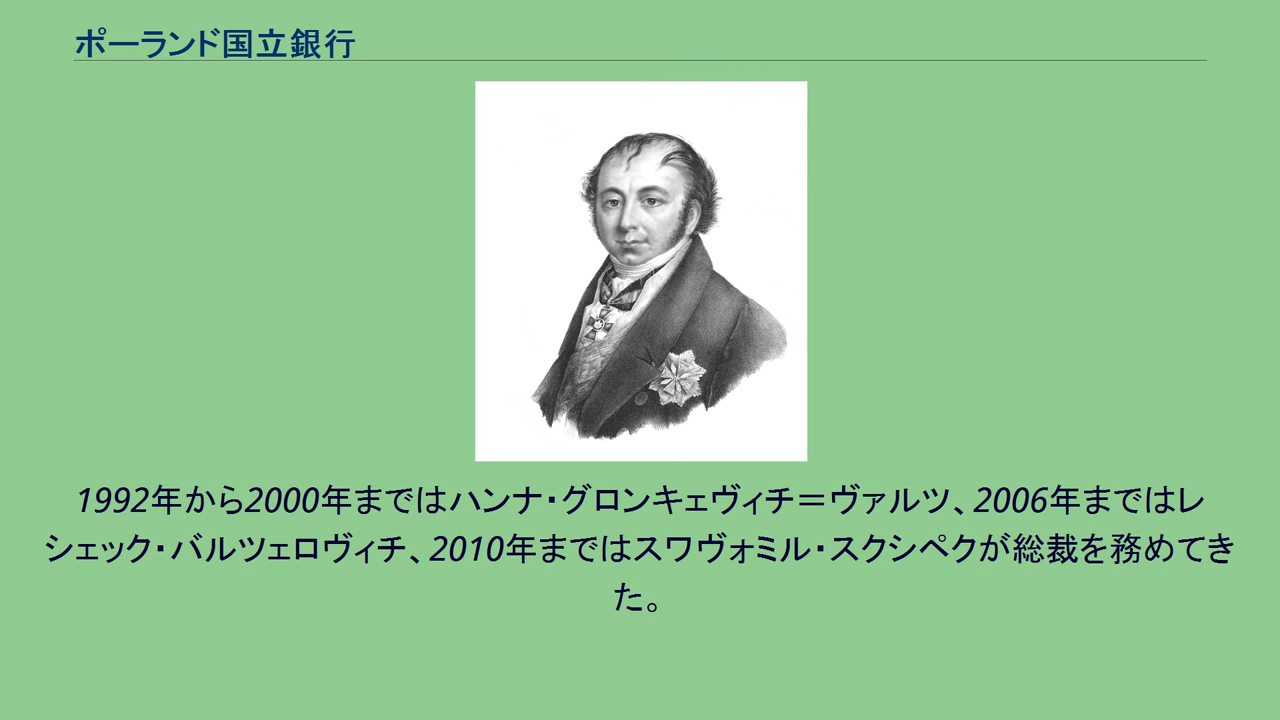 ポーランド国立銀行
1992年から2000年まではハンナ・グロンキェヴィチ＝ヴァルツ、2006年まではレ
シェック・バルツェロヴィチ、2010年まではスワヴォミル・スクシペクが総裁を務めてき
た。